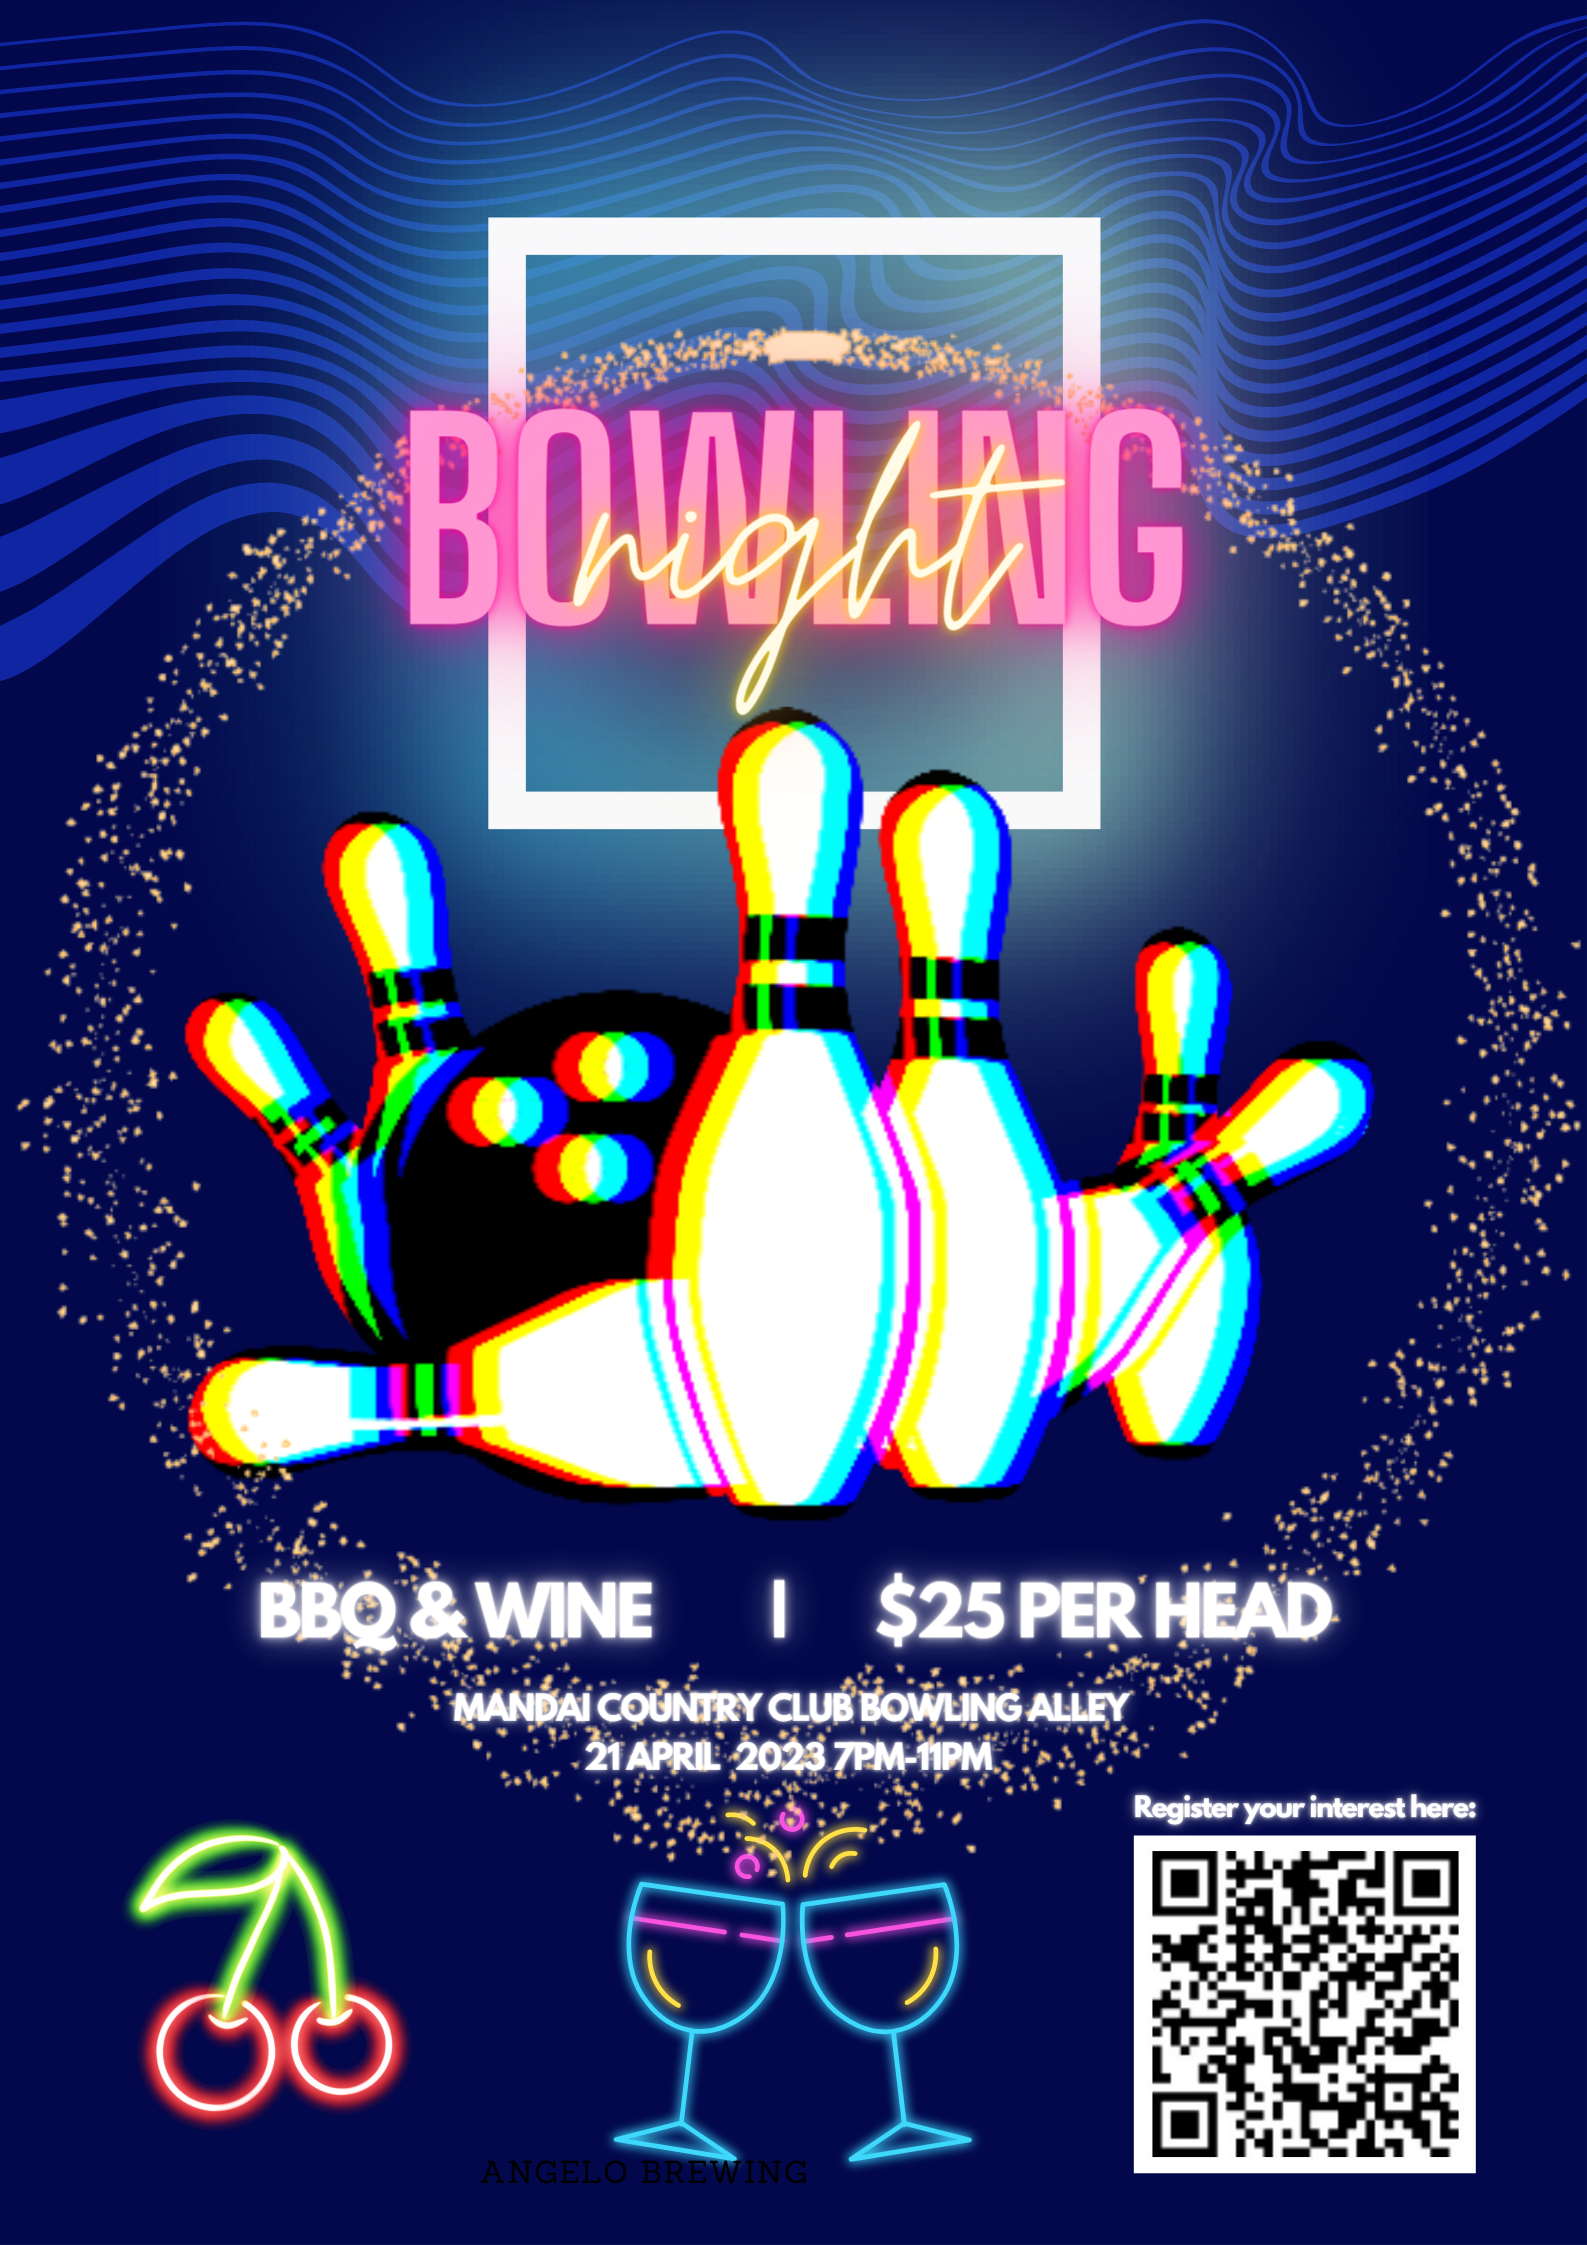 BOWLING
night
BBQ & WINE | $25 PER HEAD
MANDAI COUNTRY CLUB BOWLING ALLEY
21 APRIL 2023 7PM-11PM
Register your interest here:
ANGELO BREWING